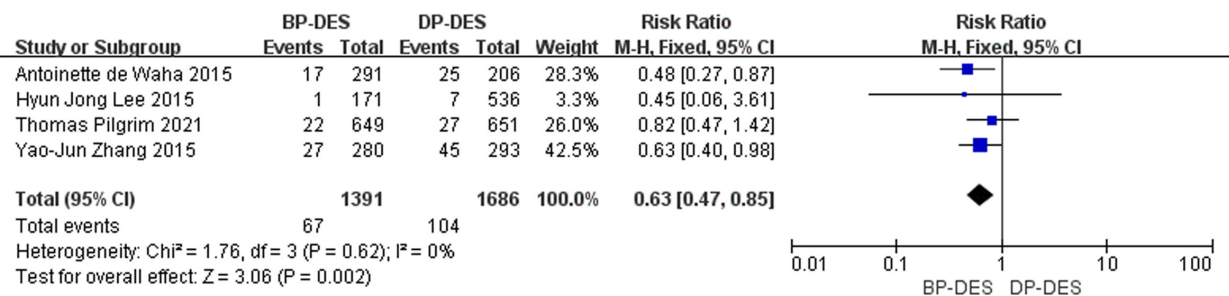 BP-DES DP-DES Risk Ratio Risk Ratio
Study or Subgroup Events Total Events Total Weight M-H, Fixed, 95% CI M-H, Fixed, 95% CI
Antoinette de Waha 2015 17 291 25 206 28.3% 0.48 [0.27, 0.87]
Hyun Jong Lee 2015 1 171 7 536 3.3% 0.45 [0.06, 3.61]
Thomas Pilgrim 2021 22 649 27 651 26.0% 0.82 [0.47, 1.42]
Yao-Jun Zhang 2015 27 280 45 293 42.5% 0.63 [0.40, 0.98]
Total (95% CI) 1391 1686 100.0% 0.63 [0.47, 0.85]
Total events 67 104
Heterogeneity: Chi² = 1.76, df = 3 (P = 0.62); I² = 0%
Test for overall effect: Z = 3.06 (P = 0.002)
0.01 0.1 1 10 100
BP-DES DP-DES